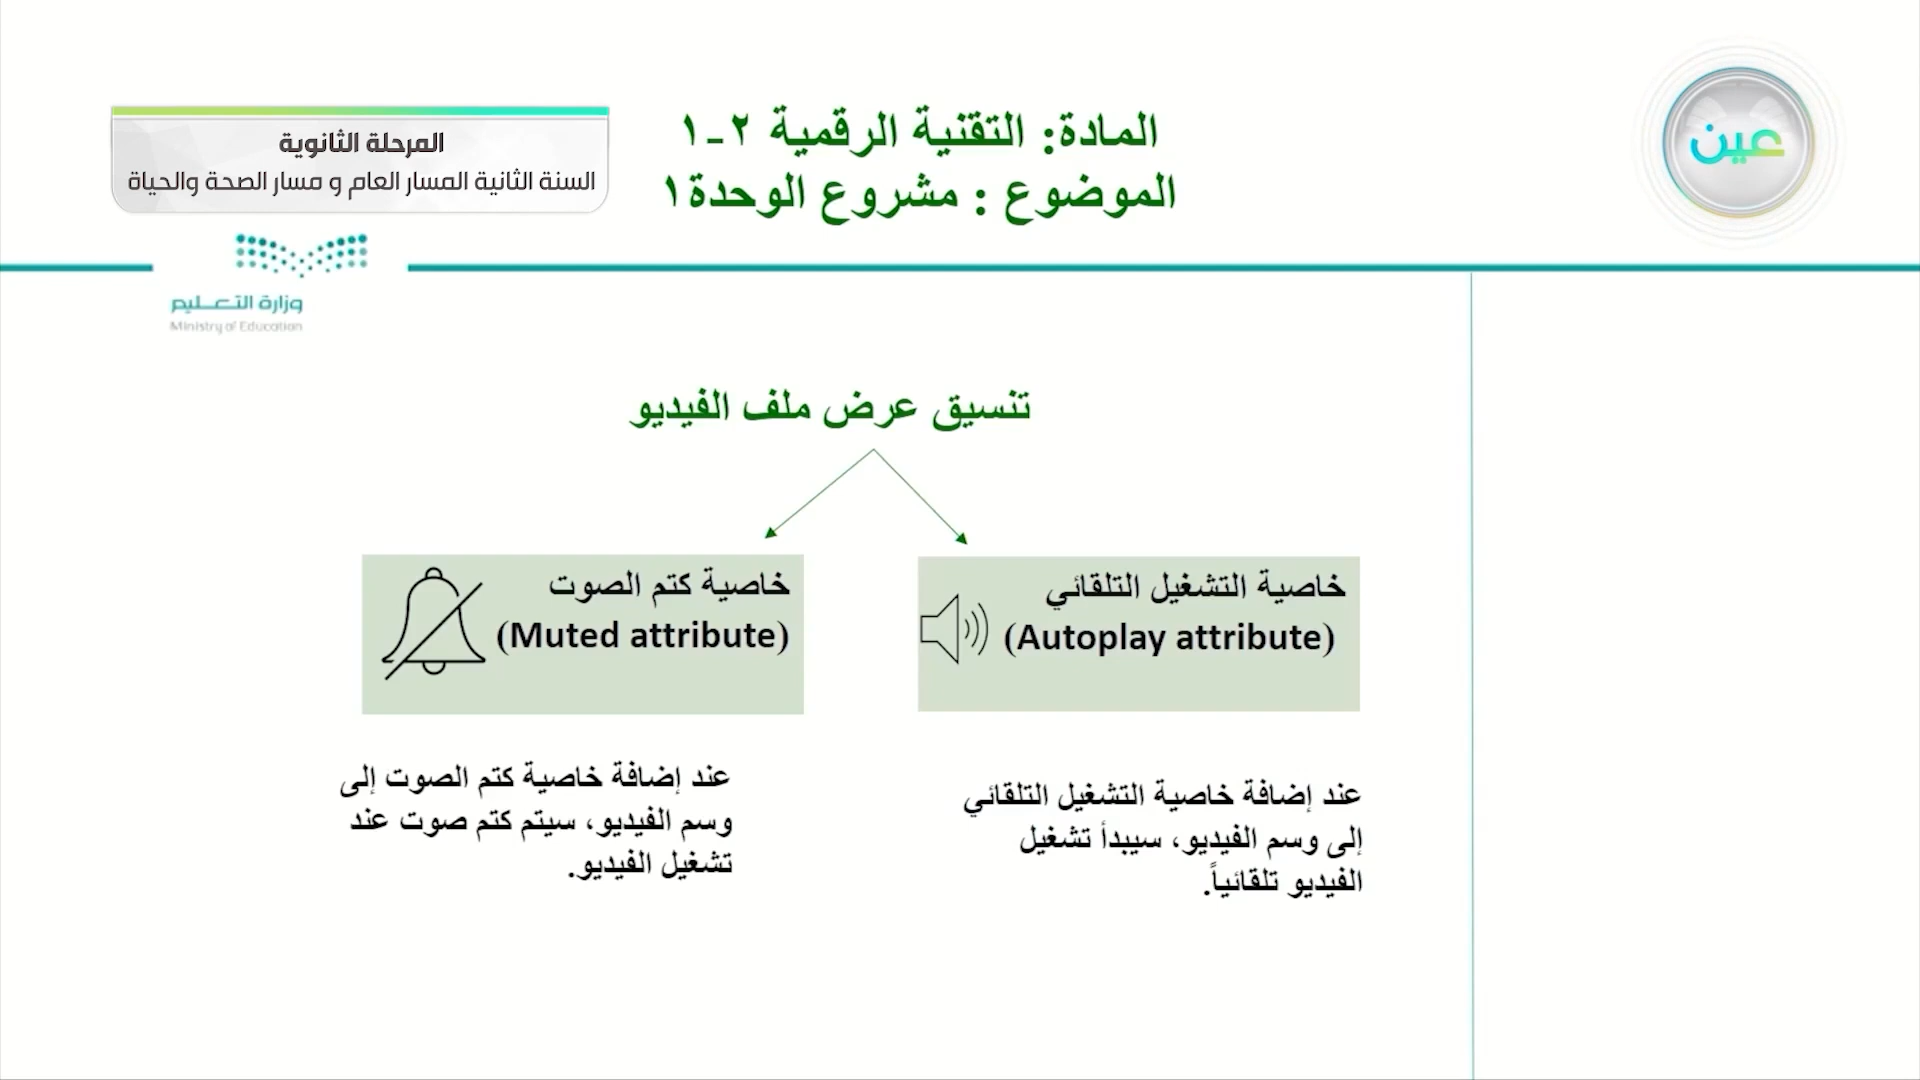 عين
المادة: التقنية الرقمية ٢-١
الموضوع : مشروع الوحدة١
المرحلة الثانوية
السنة الثانية المسار العام و مسار الصحة والحياة
وزارة التعـــليم
Ministry of Education
تنسيق عرض ملف الفيديو
خاصية التشغيل التلقائي
(Autoplay attribute)
عند إضافة خاصية التشغيل التلقائي
إلى وسم الفيديو، سيبدأ تشغيل
الفيديو تلقائياً.
خاصية كتم الصوت
(Muted attribute)
عند إضافة خاصية كتم الصوت إلى
وسم الفيديو، سيتم كتم صوت عند
تشغيل الفيديو.